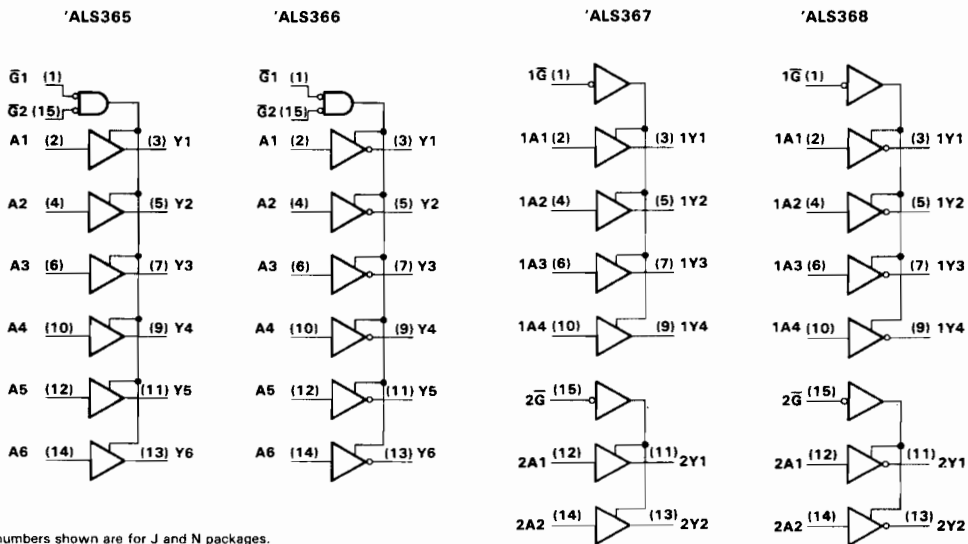 'ALS365
G̅1 (1)
G̅2 (15)
A1 (2) (3) Y1
A2 (4) (5) Y2
A3 (6) (7) Y3
A4 (10) (9) Y4
A5 (12) (11) Y5
A6 (14) (13) Y6
'ALS366
G̅1 (1)
G̅2 (15)
A1 (2) (3) Y1
A2 (4) (5) Y2
A3 (6) (7) Y3
A4 (10) (9) Y4
A5 (12) (11) Y5
A6 (14) (13) Y6
'ALS367
1G̅ (1)
1A1 (2) (3) 1Y1
1A2 (4) (5) 1Y2
1A3 (6) (7) 1Y3
1A4 (10) (9) 1Y4
2G̅ (15)
2A1 (12) (11) 2Y1
2A2 (14) (13) 2Y2
'ALS368
1G̅ (1)
1A1 (2) (3) 1Y1
1A2 (4) (5) 1Y2
1A3 (6) (7) 1Y3
1A4 (10) (9) 1Y4
2G̅ (15)
2A1 (12) (11) 2Y1
2A2 (14) (13) 2Y2
numbers shown are for J and N packages.